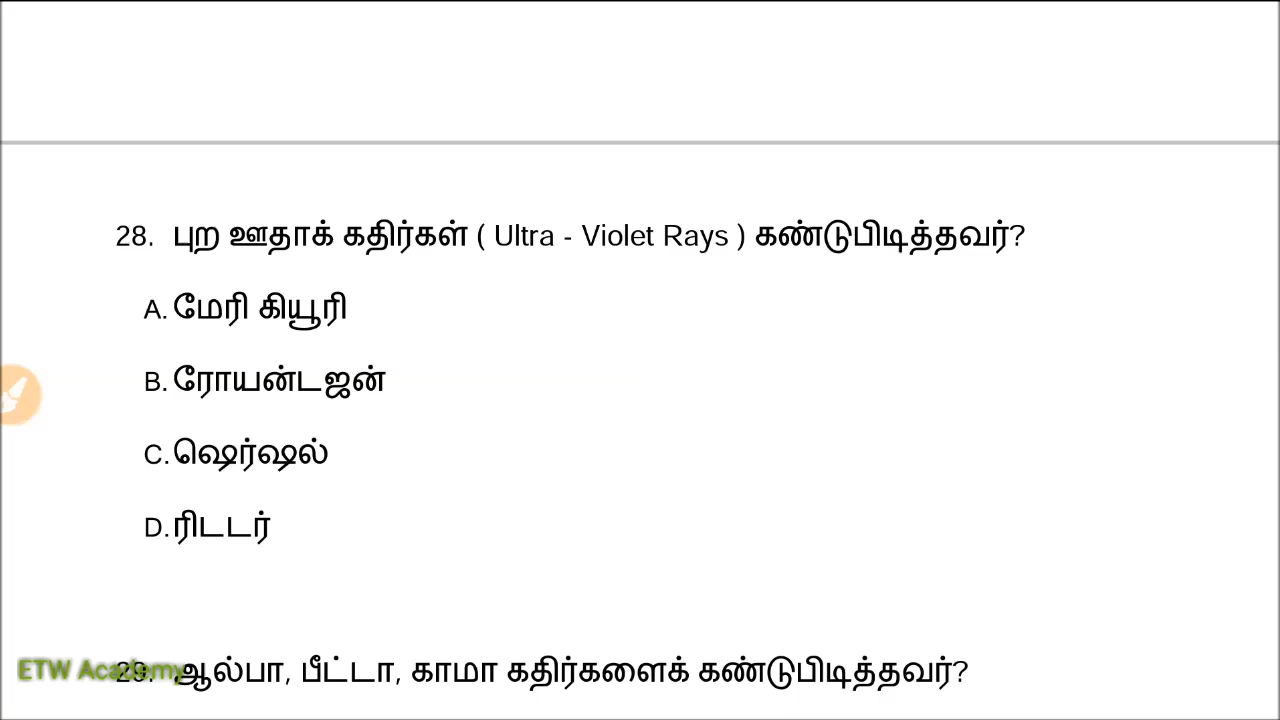 28. புற ஊதாக் கதிர்கள் ( Ultra - Violet Rays ) கண்டுபிடித்தவர்?
A. மேரி கியூரி
B. ரோயன்டஜன்
C. ஷெர்ஷல்
D. ரிடடர்
29. ஆல்பா, பீட்டா, காமா கதிர்களைக் கண்டுபிடித்தவர்?
ETW Academy